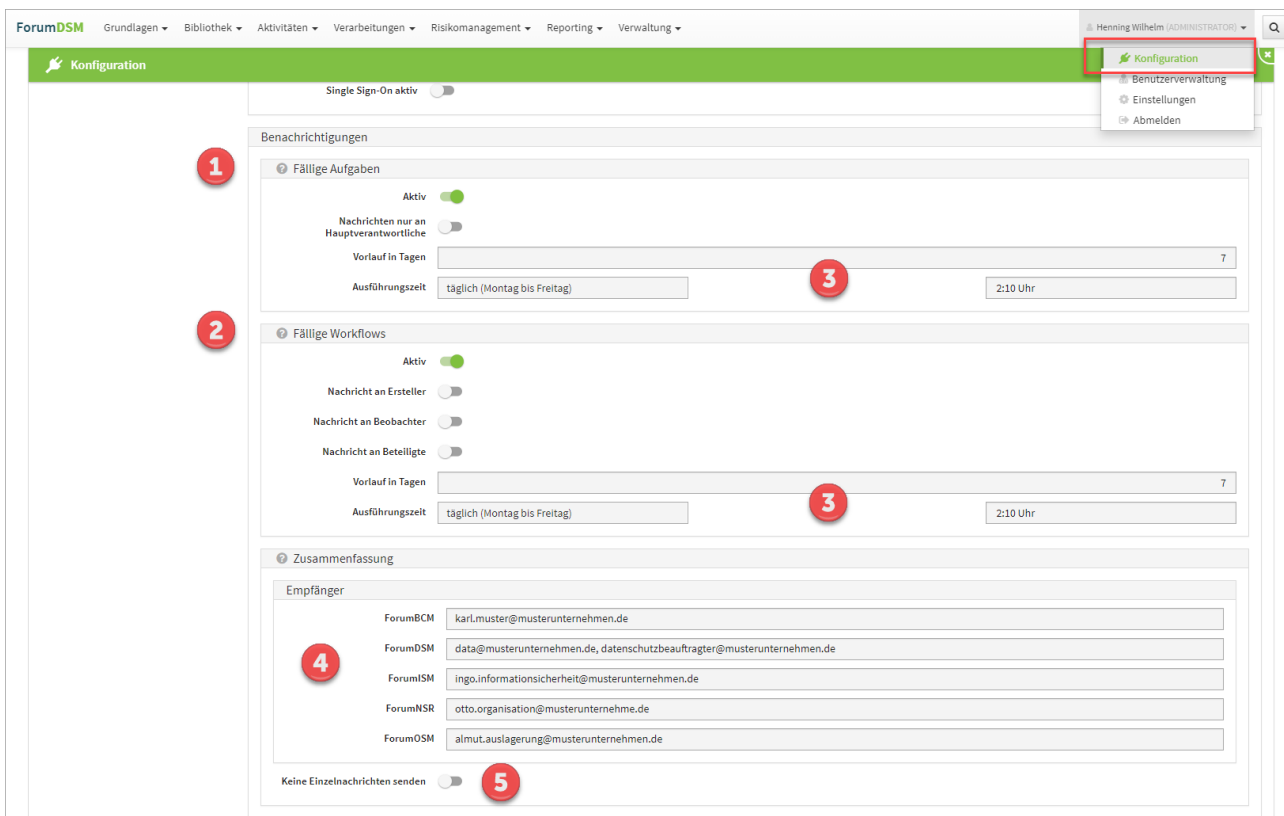 ForumDSM Grundlagen Bibliothek Aktivitäten Verarbeitungen Risikomanagement Reporting Verwaltung Henning Wilhelm (ADMINISTRATOR)
Konfiguration
Konfiguration
Benutzerverwaltung
Einstellungen
Abmelden
Single Sign-On aktiv
Benachrichtigungen
1
Fällige Aufgaben
Aktiv
Nachrichten nur an
Hauptverantwortliche
Vorlauf in Tagen 7
3
Ausführungszeit täglich (Montag bis Freitag) 2:10 Uhr
2
Fällige Workflows
Aktiv
Nachricht an Ersteller
Nachricht an Beobachter
Nachricht an Beteiligte
Vorlauf in Tagen 7
3
Ausführungszeit täglich (Montag bis Freitag) 2:10 Uhr
Zusammenfassung
Empfänger
ForumBCM karl.muster@musterunternehmen.de
ForumDSM data@musterunternehmen.de, datenschutzbeauftragter@musterunternehmen.de
4
ForumISM ingo.informationsicherheit@musterunternehmen.de
ForumNSR otto.organisation@musterunternehme.de
ForumOSM almut.auslagerung@musterunternehmen.de
Keine Einzelnachrichten senden 5